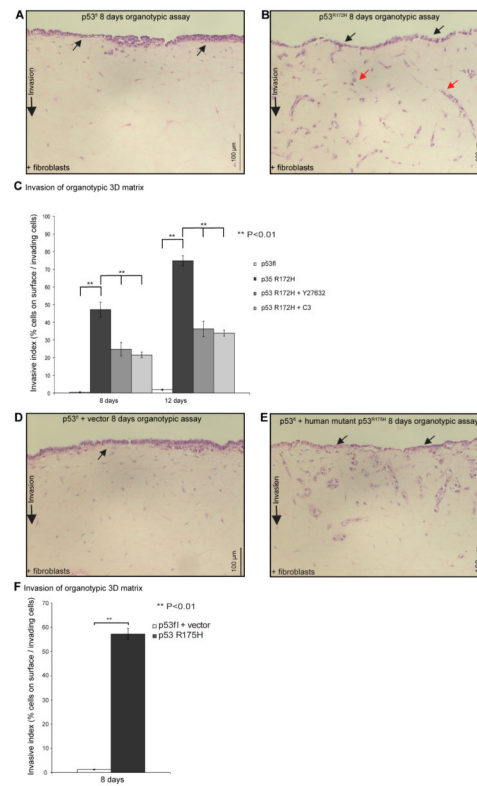 A
p53fl 8 days organotypic assay
Invasion
+ fibroblasts
~100 µm
B
p53R172H 8 days organotypic assay
Invasion
+ fibroblasts
C Invasion of organotypic 3D matrix
Invasive index (% cells on surface / invading cells)
100
90
80
70
60
50
40
30
20
10
0
**
**
**
**
** P<0.01
p53fl
p35 R172H
p53 R172H + Y27632
p53 R172H + C3
8 days
12 days
D
p53fl + vector 8 days organotypic assay
Invasion
+ fibroblasts
100 µm
E
p53fl + human mutant p53R175H 8 days organotypic assay
Invasion
+ fibroblasts
F Invasion of organotypic 3D matrix
Invasive index (% cells on surface / invading cells)
70
60
50
40
30
20
10
0
**
** P<0.01
p53fl + vector
p53 R175H
8 days